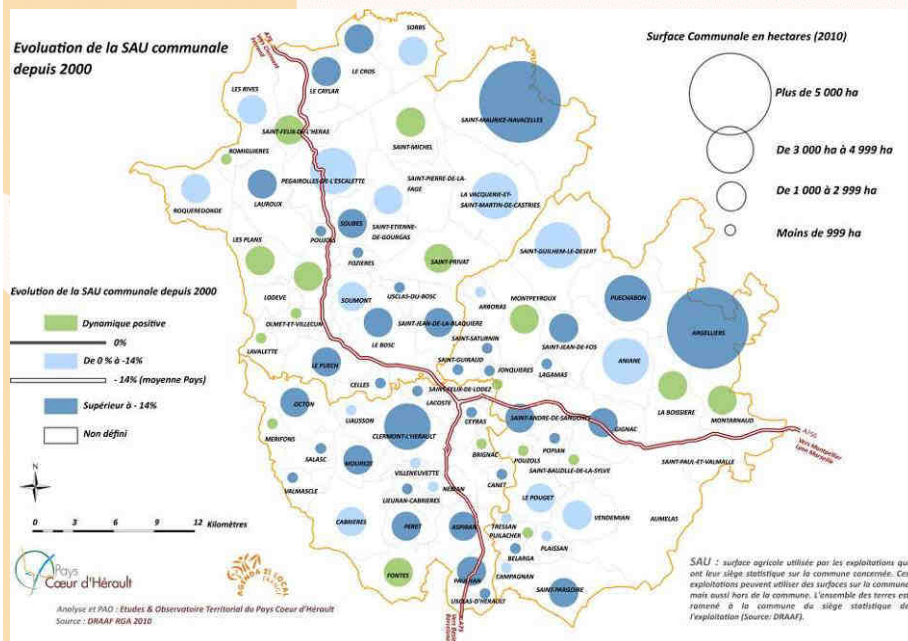 Evolution de la SAU communale
depuis 2000
Surface Communale en hectares (2010)
Plus de 5 000 ha
De 3 000 ha à 4 999 ha
De 1 000 à 2 999 ha
Moins de 999 ha
A75
SORBS
LE CROS
LE CAYLAR
LES RIVES
SAINT-MAURICE-NAVACELLES
SAINT-FELIX-DE-L'HERAS
SAINT-MICHEL
ROMIGUIERES
PEGAIROLLES-DE-L'ESCALETTE
SAINT-PIERRE-DE-LA-
FAGE
LA VACQUERIE-ET-
SAINT-MARTIN-DE-CASTRIES
ROQUEREDONDE
LAUROUX
SOUBES
SAINT-ETIENNE-
DE-GOURGAS
POUJOLS
LES PLANS
FOZIERES
SAINT-PRIVAT
SAINT-GUILHEM-LE-DESERT
Evolution de la SAU communale depuis 2000
Dynamique positive
0%
De 0 % à -14%
- 14% (moyenne Pays)
Supérieur à - 14%
Non défini
LODEVE
SOUMONT
USCLAS-DU-BOSC
ARBORAS
MONTPEYROUX
PUECHABON
OLMET-ET-VILLECUN
LE BOSC
SAINT-JEAN-DE-LA-BLAQUIERE
SAINT-JEAN-DE-FOS
ARGELLIERS
LAVALETTE
SAINT-SATURNIN
SAINT-GUIRAUD
JONQUIERES
LAGAMAS
ANIANE
LE PUECH
CELLES
SAINT-FELIX-DE-LODEZ
LACOSTE
LA BOISSIERE
MONTARNAUD
OCTON
LIAUSSON
CLERMONT-L'HERAULT
CEYRAS
SAINT-ANDRE-DE-SANGONIS
GIGNAC
MERIFONS
SALASC
MOUREZE
BRIGNAC
POPIAN
POUZOLS
SAINT-BAUZILLE-DE-LA-SYLVE
SAINT-PAUL-ET-VALMALLE
A750
Vers Montpellier
Lyon Marseille
VALMASCLE
VILLENEUVETTE
NEBIAN
CANET
LIEURAN-CABRIERES
LE POUGET
VENDEMIAN
AUMELAS
CABRIERES
PERET
ASPIRAN
TRESSAN
PUILACHER
PLAISSAN
BELARGA
CAMPAGNAN
FONTES
PAULHAN
SAINT-PARGOIRE
USCLAS-D'HERAULT
N
0 3 6 9 12 Kilomètres
Pays
Cœur d'Hérault
AGENDA 21 LOCAL
Analyse et PAO : Etudes & Observatoire Territorial du Pays Coeur d'Hérault
Source : DRAAF RGA 2010
SAU : surface agricole utilisée par les exploitations qui
ont leur siège statistique sur la commune concernée. Ces
exploitations peuvent utiliser des surfaces sur la commune
mais aussi hors de la commune. L'ensemble des terres est
ramené à la commune du siège statistique de
l'exploitation (Source: DRAAF).